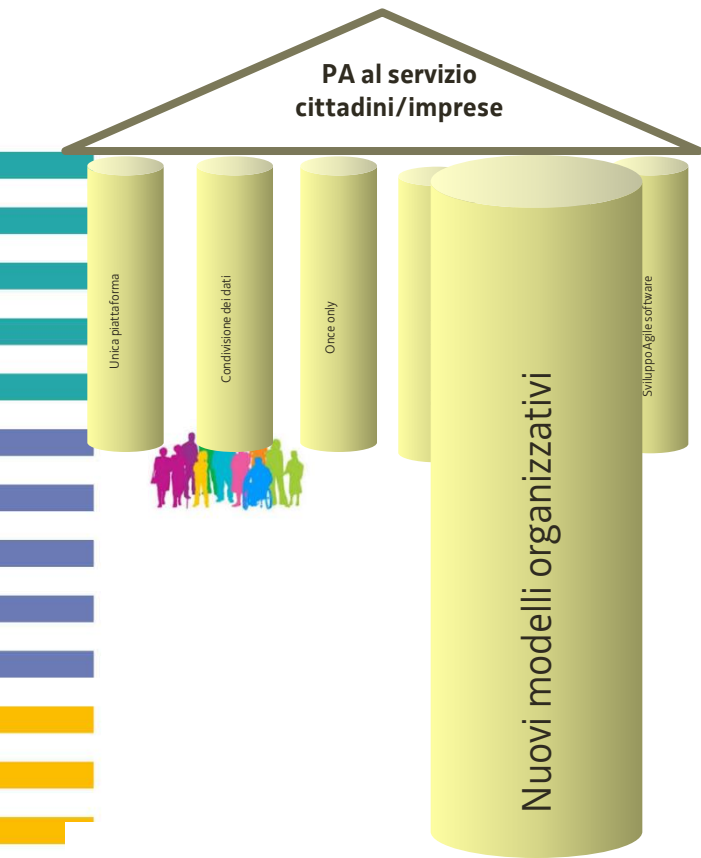 PA al servizio
cittadini/imprese
Unica piattaforma
Condivisione dei dati
Once only
Nuovi modelli organizzativi
Sviluppo Agile software